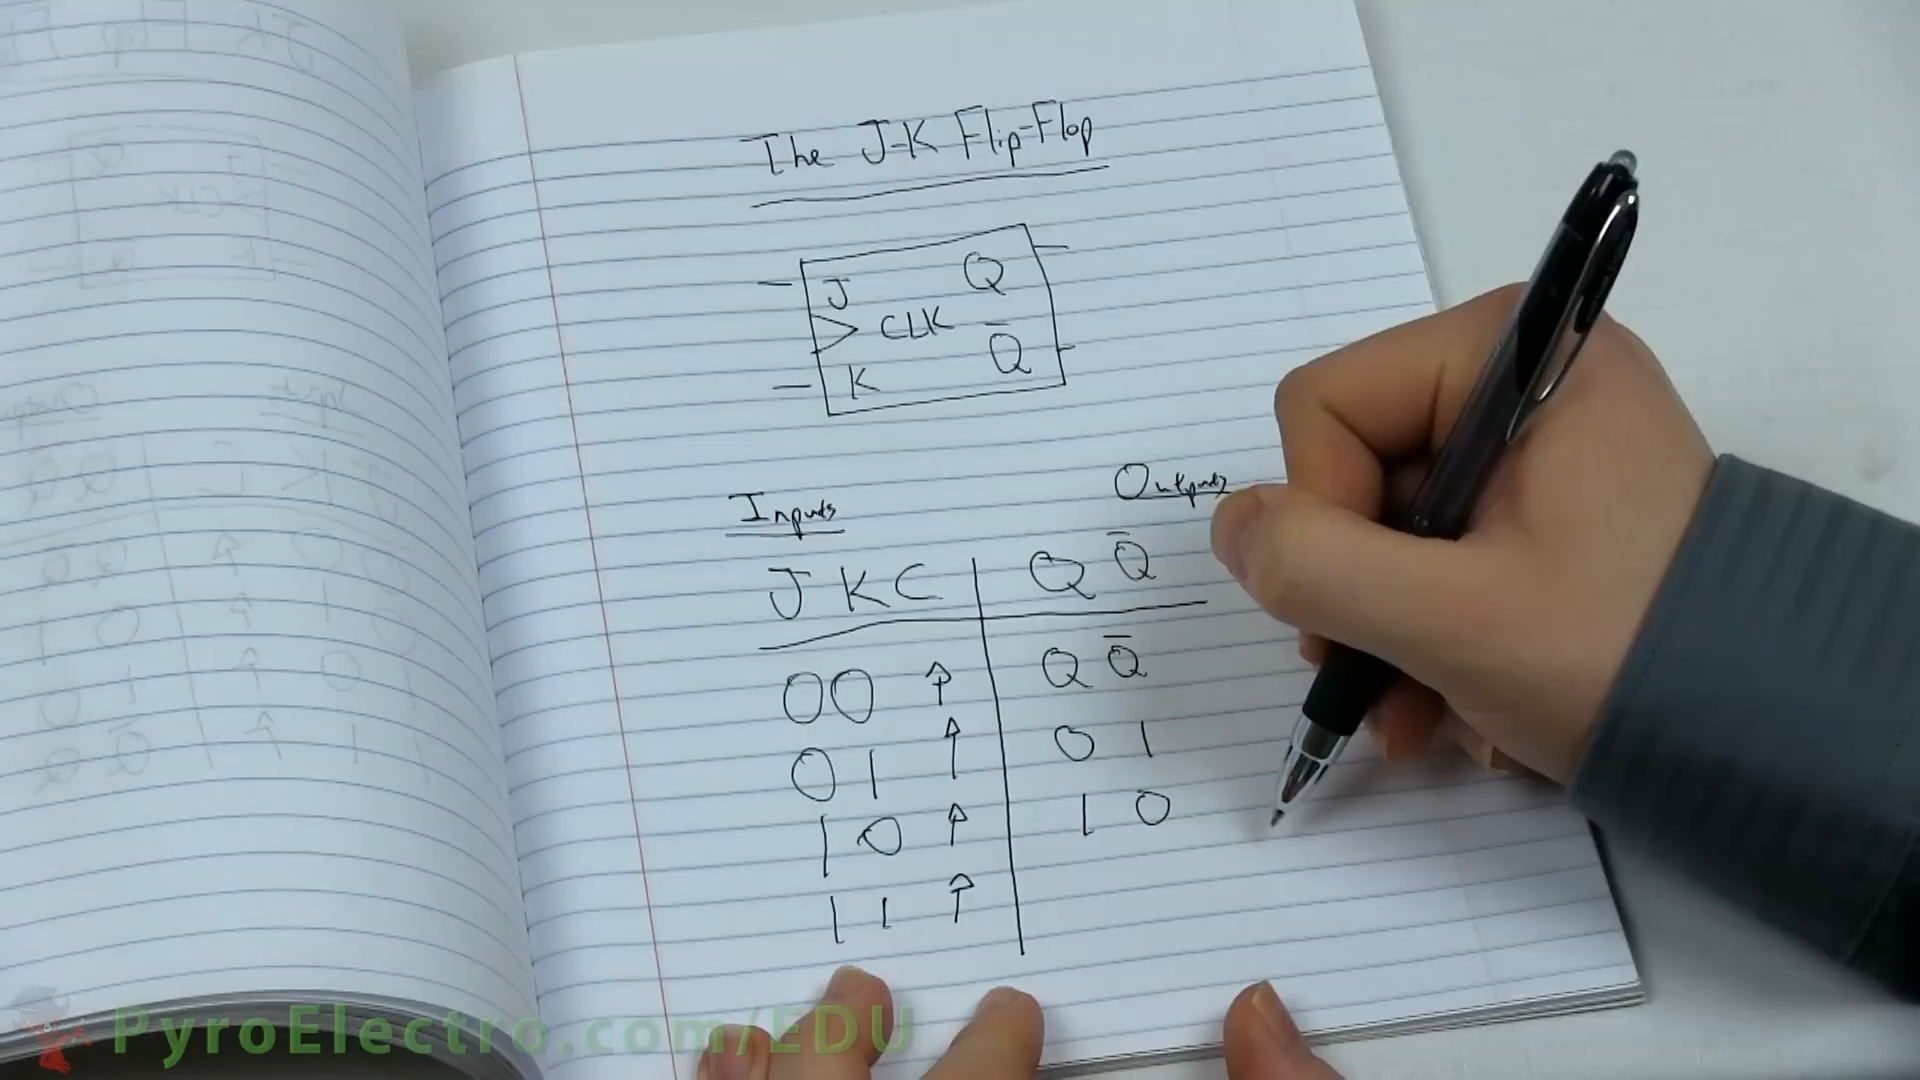 The J-K Flip-Flop
J Q
CLK
K Q̅
Inputs Outputs
J K C Q Q̅
0 0 ↑ Q Q̅
0 1 ↑ 0 1
1 0 ↑ 1 0
1 1 ↑
PyroElectro.com/EDU